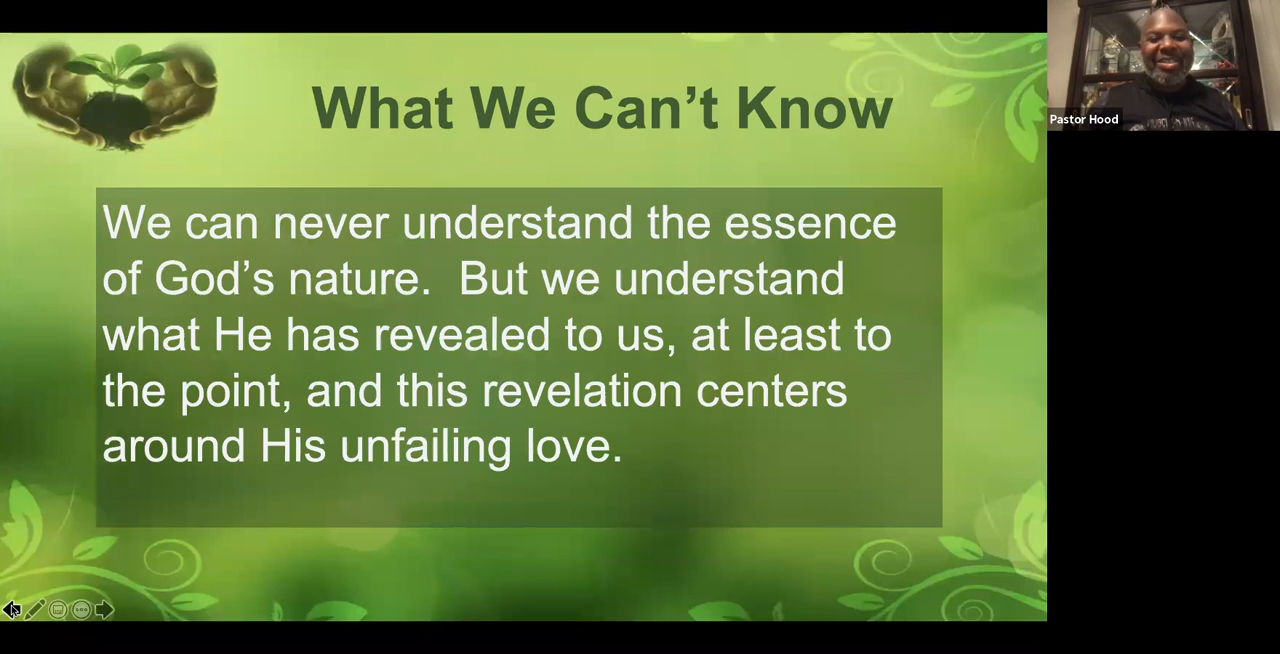 What We Can’t Know
We can never understand the essence
of God’s nature.  But we understand
what He has revealed to us, at least to
the point, and this revelation centers
around His unfailing love.
Pastor Hood